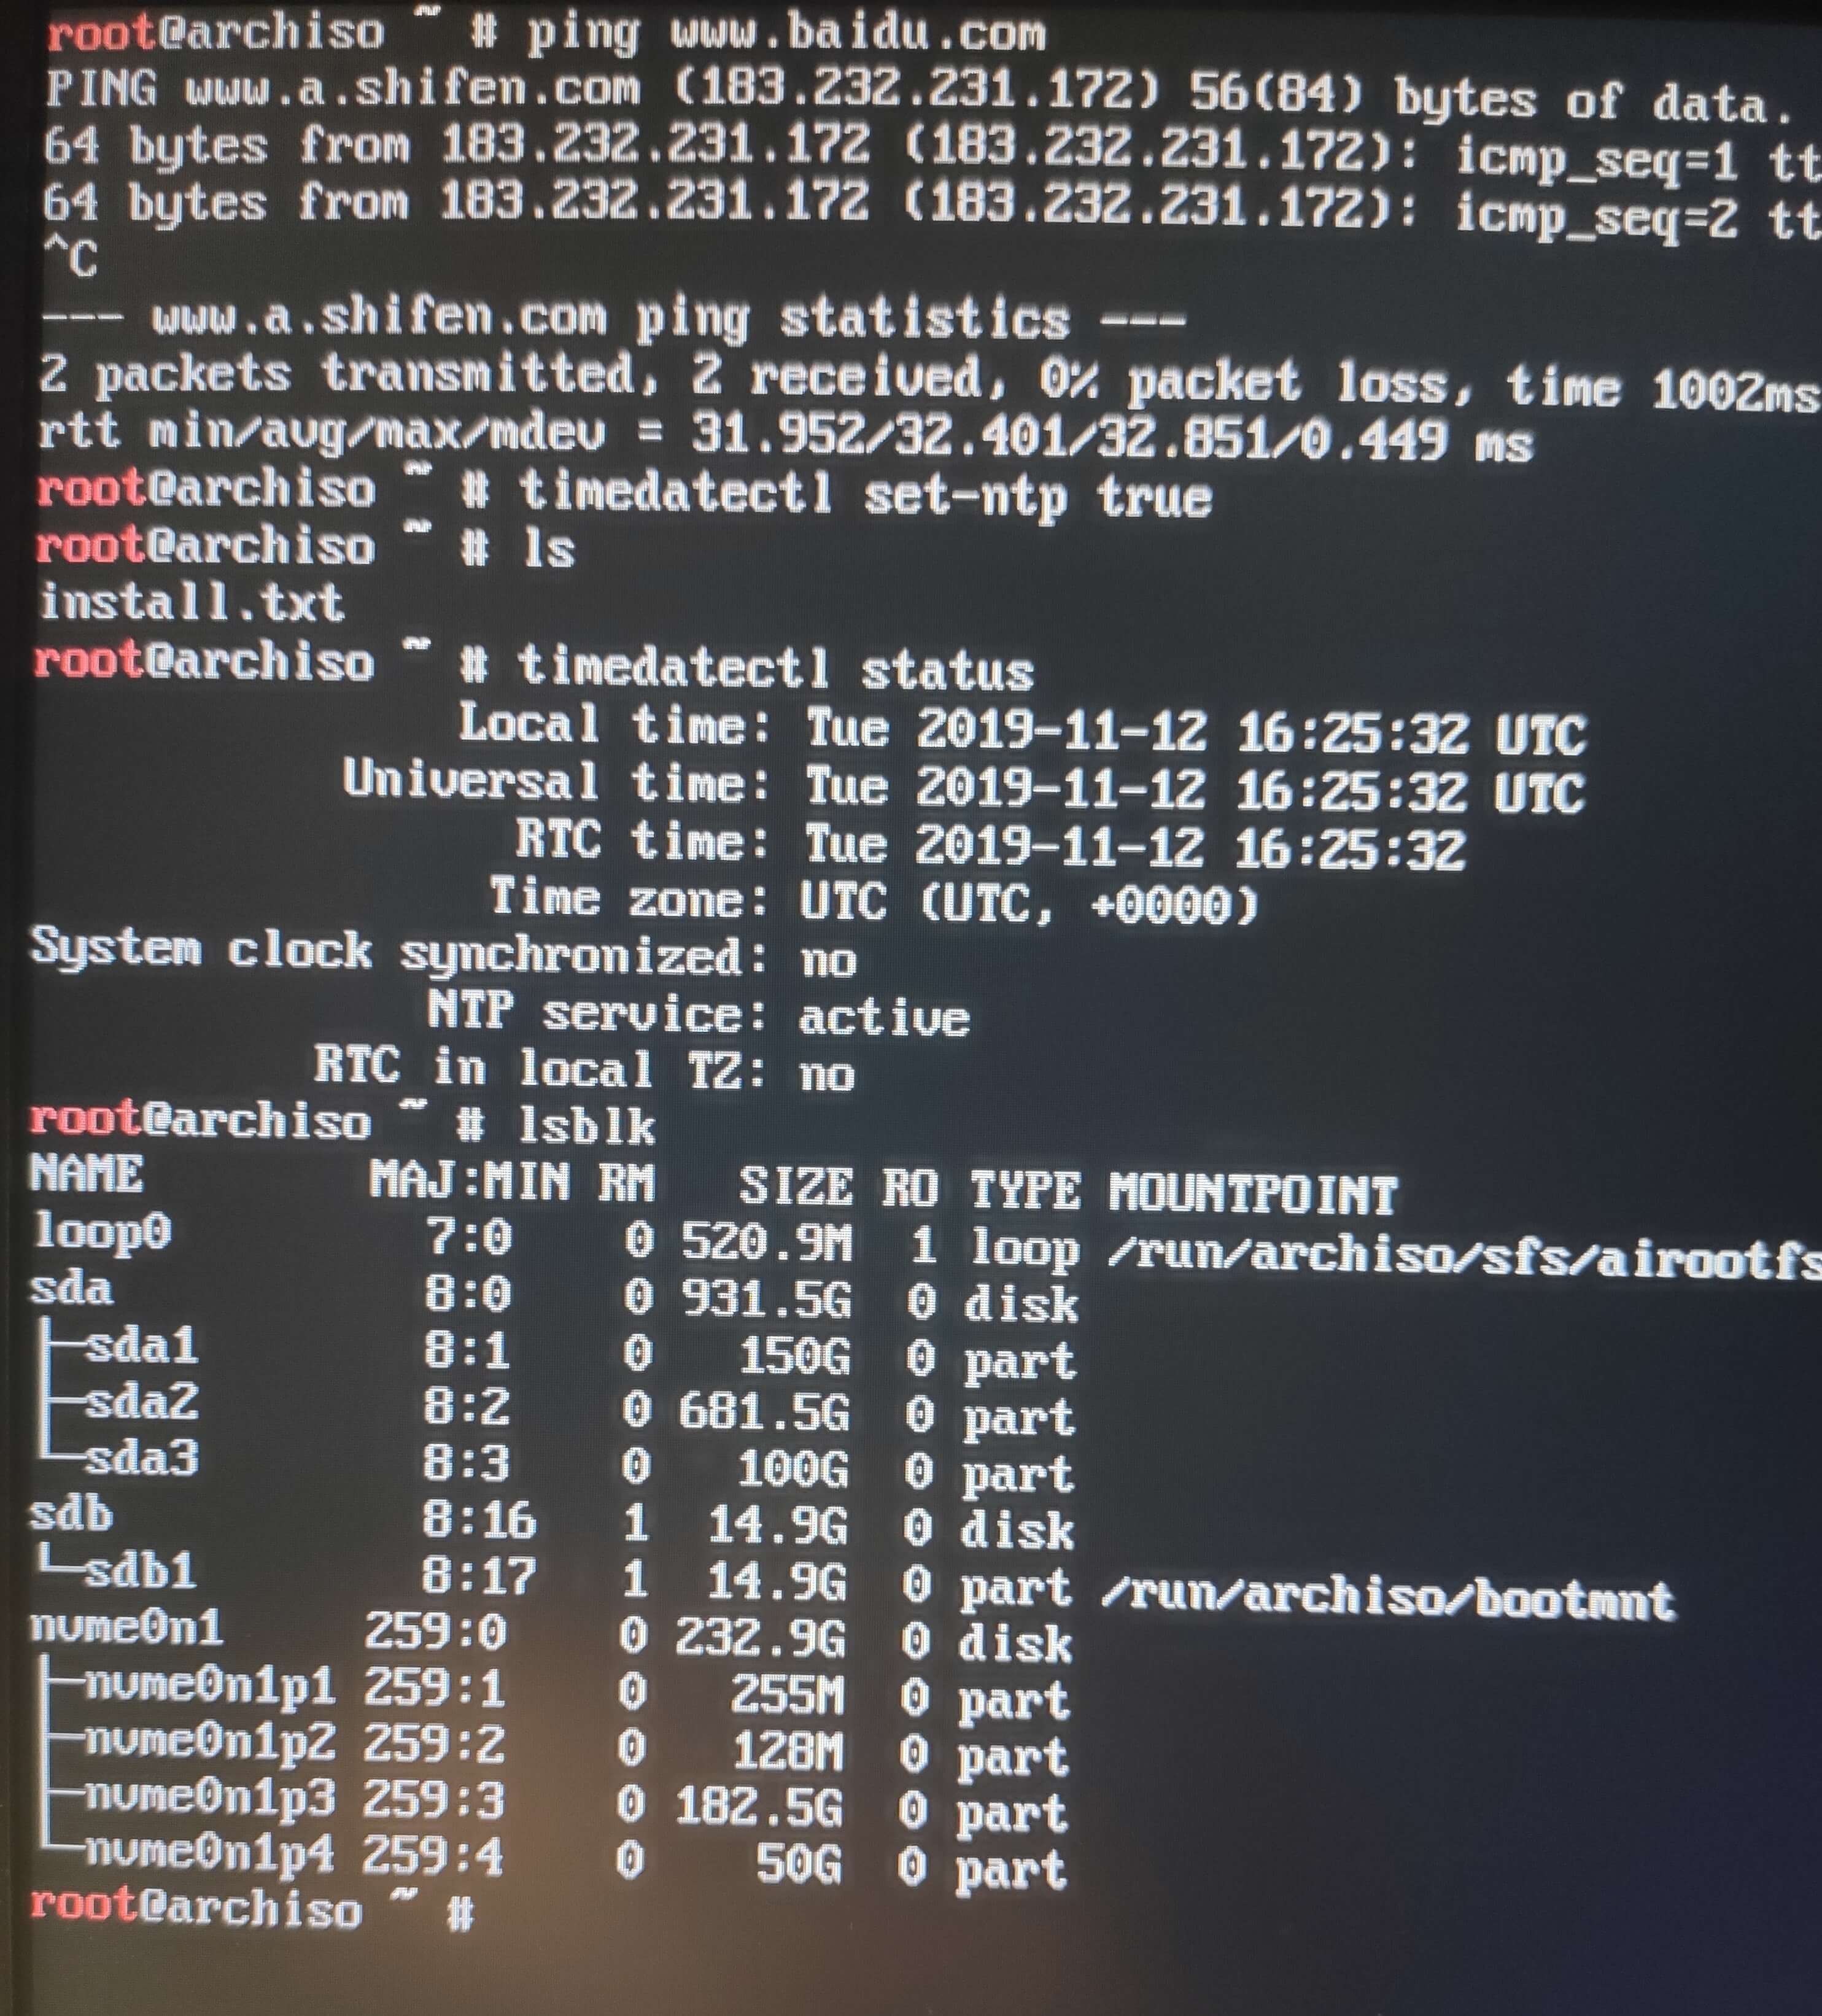 root@archiso ~ # ping www.baidu.com
PING www.a.shifen.com (183.232.231.172) 56(84) bytes of data.
64 bytes from 183.232.231.172 (183.232.231.172): icmp_seq=1 tt
64 bytes from 183.232.231.172 (183.232.231.172): icmp_seq=2 tt
^C
--- www.a.shifen.com ping statistics ---
2 packets transmitted, 2 received, 0% packet loss, time 1002ms
rtt min/avg/max/mdev = 31.952/32.401/32.851/0.449 ms
root@archiso ~ # timedatectl set-ntp true
root@archiso ~ # ls
install.txt
root@archiso ~ # timedatectl status
Local time: Tue 2019-11-12 16:25:32 UTC
Universal time: Tue 2019-11-12 16:25:32 UTC
RTC time: Tue 2019-11-12 16:25:32
Time zone: UTC (UTC, +0000)
System clock synchronized: no
NTP service: active
RTC in local TZ: no
root@archiso ~ # lsblk
NAME MAJ:MIN RM SIZE RO TYPE MOUNTPOINT
loop0 7:0 0 520.9M 1 loop /run/archiso/sfs/airootfs
sda 8:0 0 931.5G 0 disk
├─sda1 8:1 0 150G 0 part
├─sda2 8:2 0 681.5G 0 part
└─sda3 8:3 0 100G 0 part
sdb 8:16 1 14.9G 0 disk
└─sdb1 8:17 1 14.9G 0 part /run/archiso/bootmnt
nvme0n1 259:0 0 232.9G 0 disk
├─nvme0n1p1 259:1 0 255M 0 part
├─nvme0n1p2 259:2 0 128M 0 part
├─nvme0n1p3 259:3 0 182.5G 0 part
└─nvme0n1p4 259:4 0 50G 0 part
root@archiso ~ #